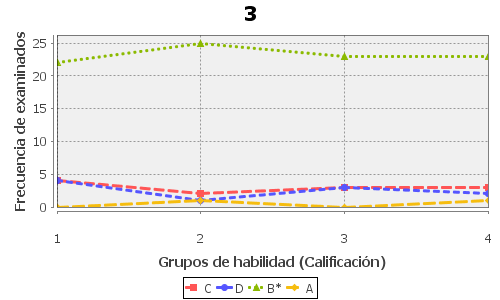 3
Frecuencia de examinados
25
20
15
10
5
0
1 2 3 4
Grupos de habilidad (Calificación)
C D B* A